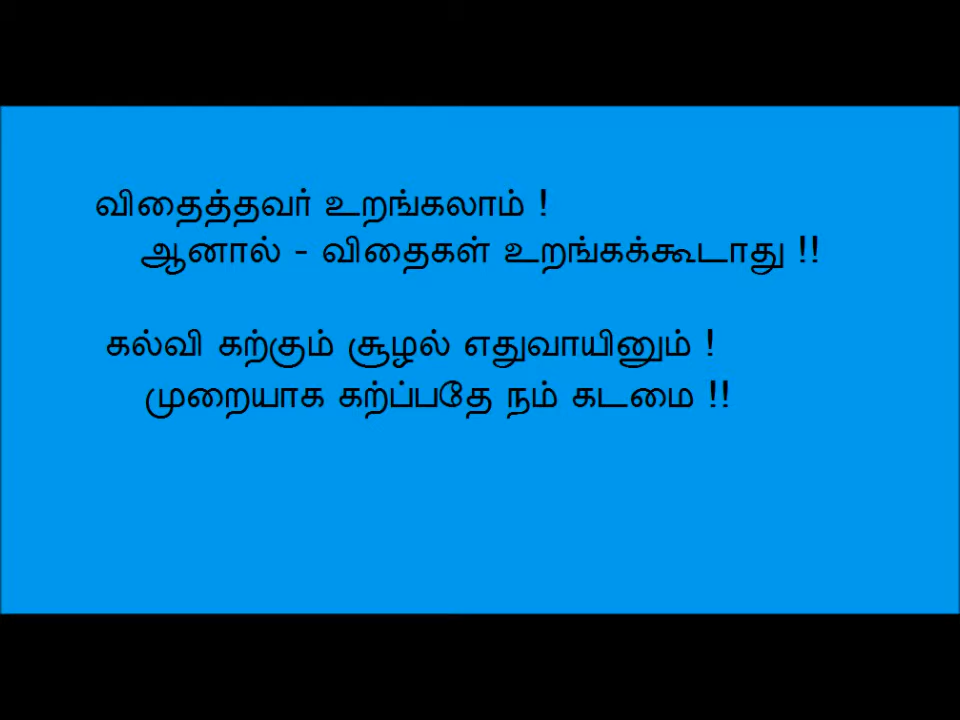 விதைத்தவர் உறங்கலாம் !
ஆனால் - விதைகள் உறங்கக்கூடாது !!
கல்வி கற்கும் சூழல் எதுவாயினும் !
முறையாக கற்ப்பதே நம் கடமை !!